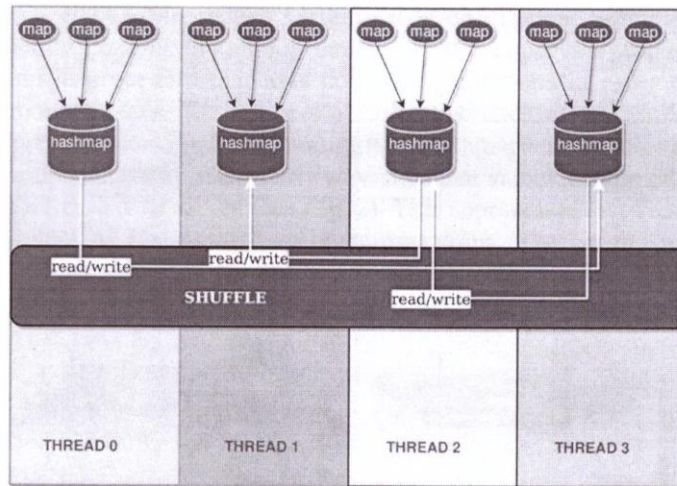 map map map map map map map map map map map map
hashmap hashmap hashmap hashmap
read/write read/write
SHUFFLE read/write
THREAD 0 THREAD 1 THREAD 2 THREAD 3